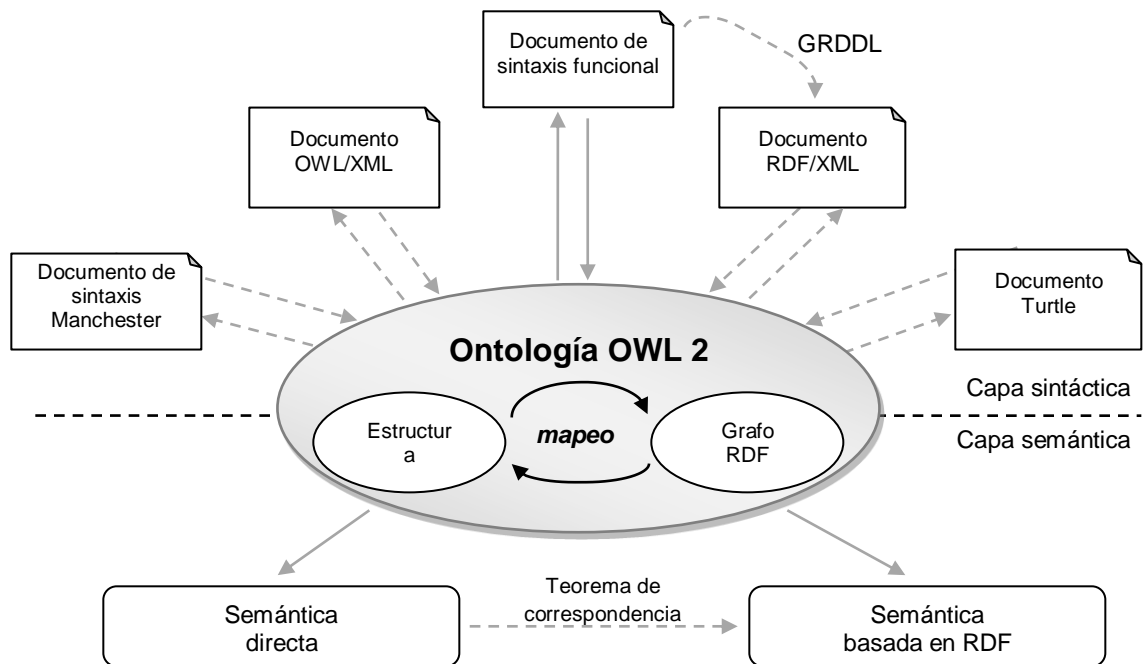 Documento de
sintaxis funcional
GRDDL
Documento
OWL/XML
Documento
RDF/XML
Documento de
sintaxis
Manchester
Documento
Turtle
Ontología OWL 2
Capa sintáctica
Capa semántica
Estructur
a
mapeo
Grafo
RDF
Semántica
directa
Teorema de
correspondencia
Semántica
basada en RDF